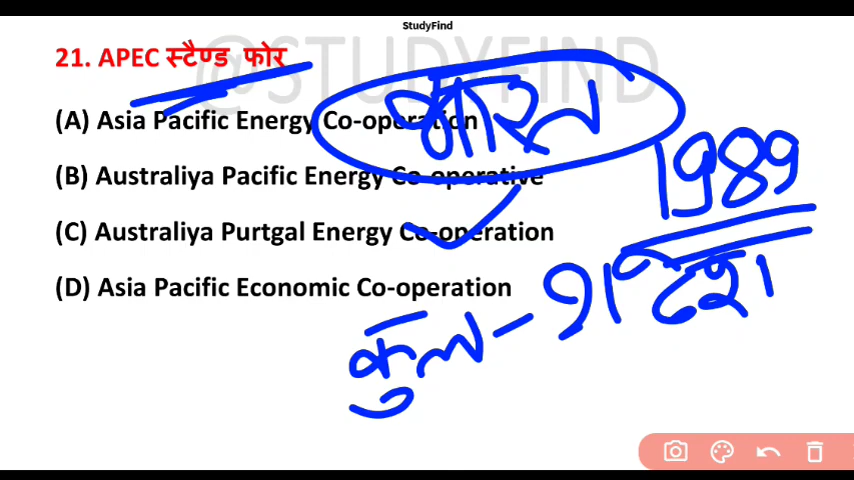 StudyFind
21. APEC स्टैण्ड फोर
@STUDYFIND
(A) Asia Pacific Energy Co-operation
भारत
(B) Australiya Pacific Energy Co-operative
1989
(C) Australiya Purtgal Energy Co-operation
(D) Asia Pacific Economic Co-operation
कुल - 21 देश